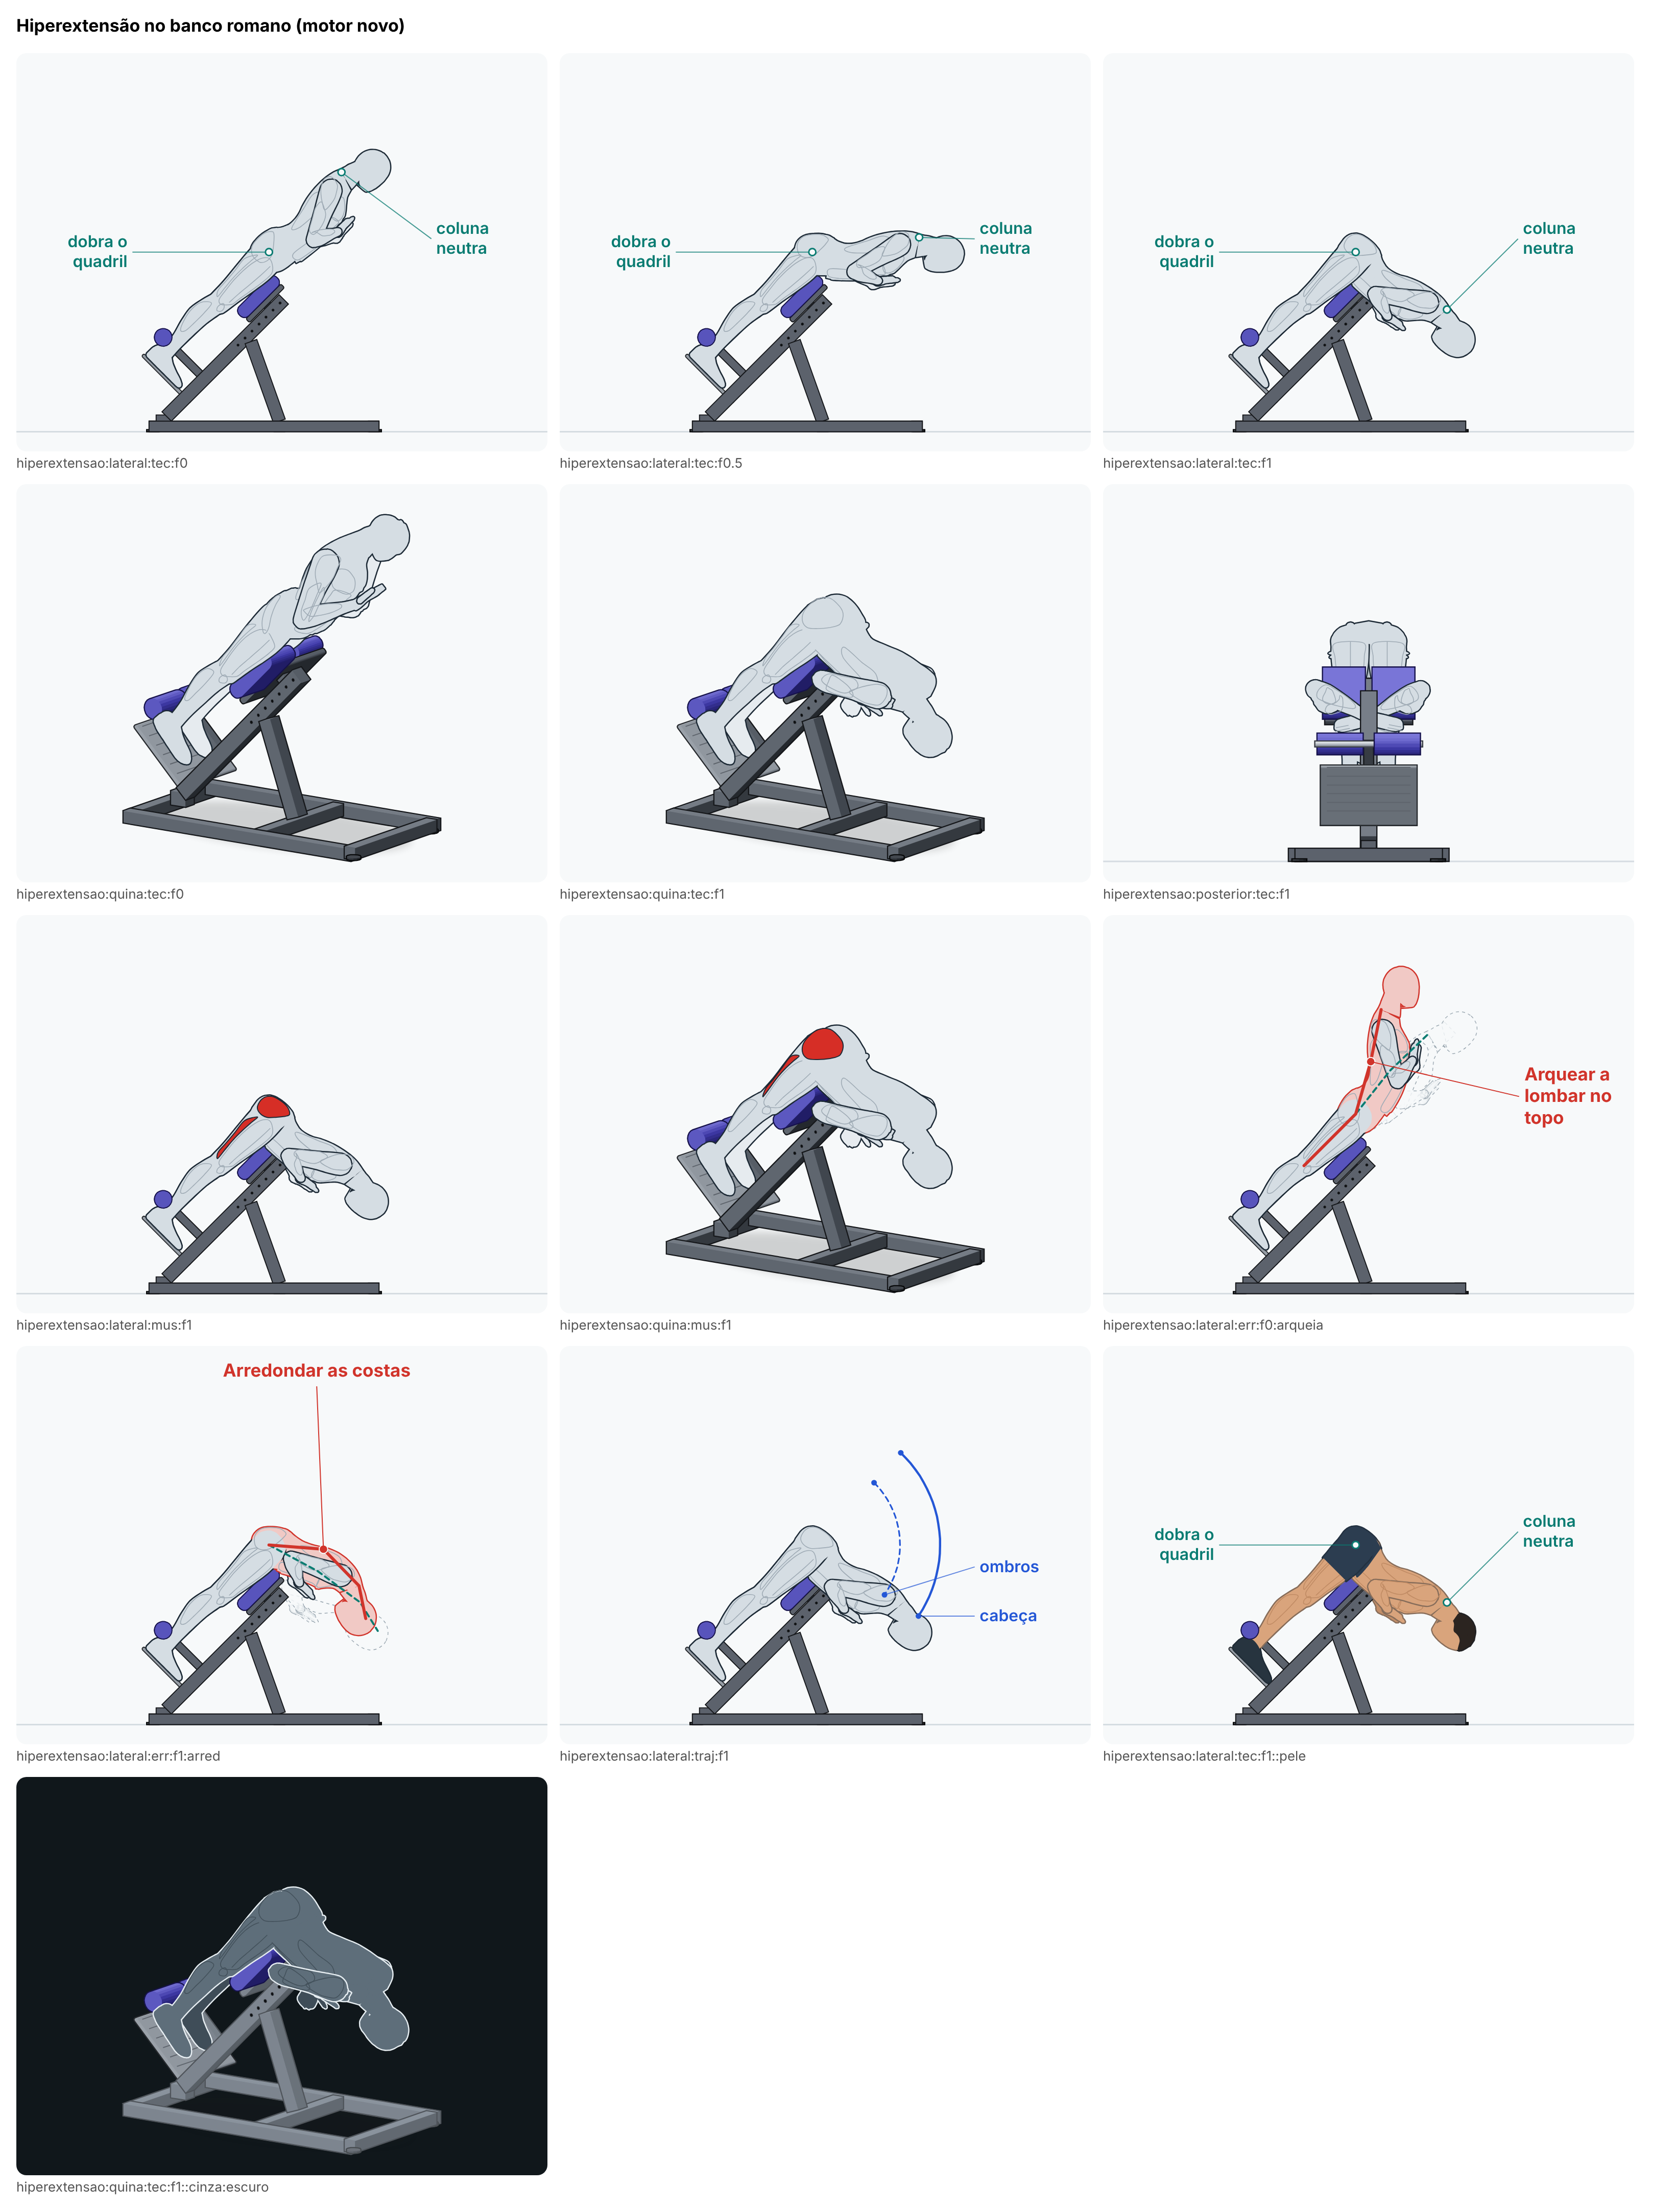 Hiperextensão no banco romano (motor novo)
dobra o
quadril
coluna
neutra
hiperextensao:lateral:tec:f0
dobra o
quadril
coluna
neutra
hiperextensao:lateral:tec:f0.5
dobra o
quadril
coluna
neutra
hiperextensao:lateral:tec:f1
hiperextensao:quina:tec:f0
hiperextensao:quina:tec:f1
hiperextensao:posterior:tec:f1
hiperextensao:lateral:mus:f1
hiperextensao:quina:mus:f1
Arquear a
lombar no
topo
hiperextensao:lateral:err:f0:arqueia
Arredondar as costas
hiperextensao:lateral:err:f1:arred
ombros
cabeça
hiperextensao:lateral:traj:f1
dobra o
quadril
coluna
neutra
hiperextensao:lateral:tec:f1::pele
hiperextensao:quina:tec:f1::cinza:escuro